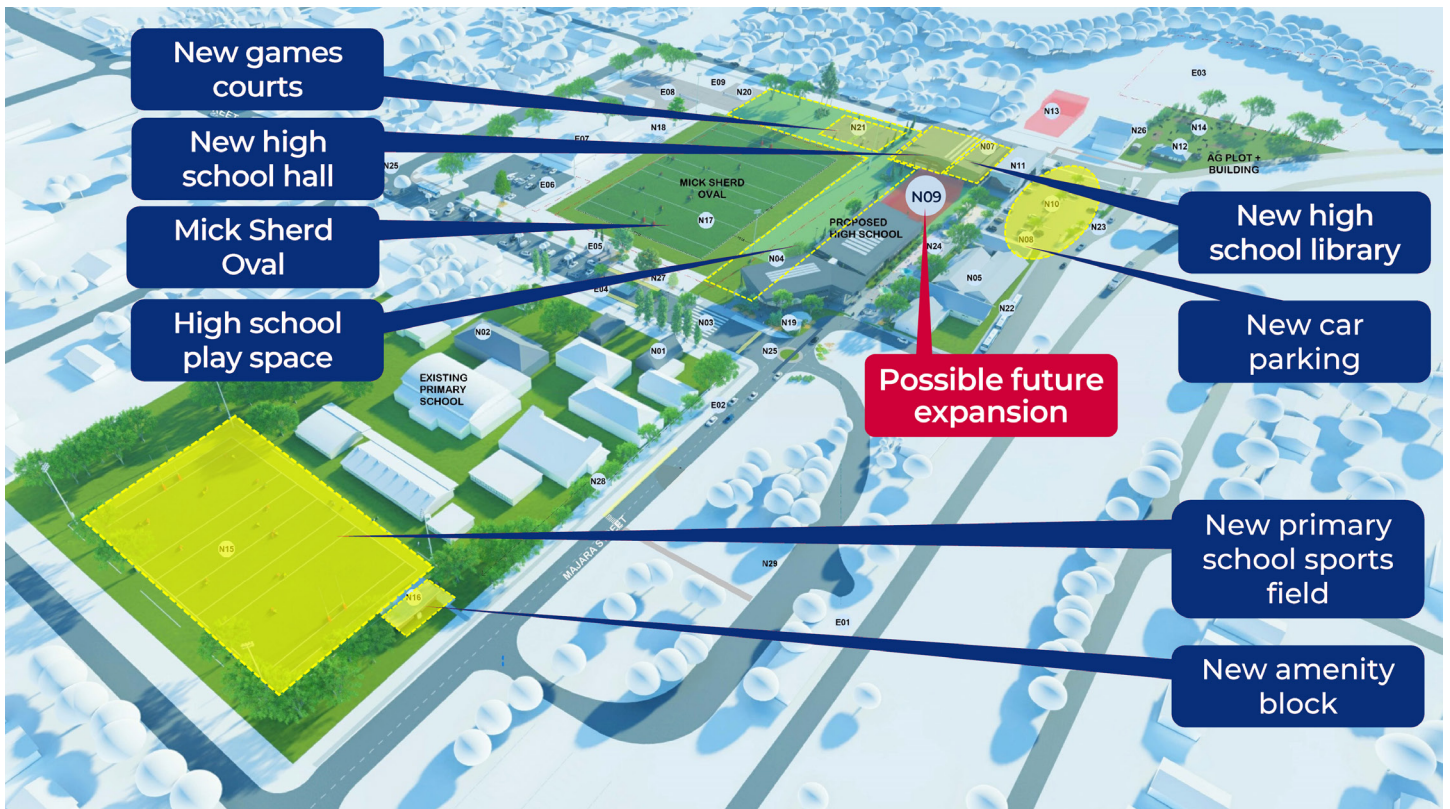 New games
courts
New high
school hall
Mick Sherd
Oval
High school
play space
E03
E09
E08
N20
N13
N18
N21
N26
N14
E07
N07
N12
N25
N11
AG PLOT +
BUILDING
E06
MICK SHERD
OVAL
N09
N10
N17
PROPOSED
HIGH SCHOOL
N23
N08
New high
school library
E05
N24
N04
N27
N05
E04
N22
N03
N19
N02
N01
N25
New car
parking
EXISTING
PRIMARY
SCHOOL
Possible future
expansion
E02
N28
N15
MAJARA STREET
N29
N16
E01
New primary
school sports
field
New amenity
block